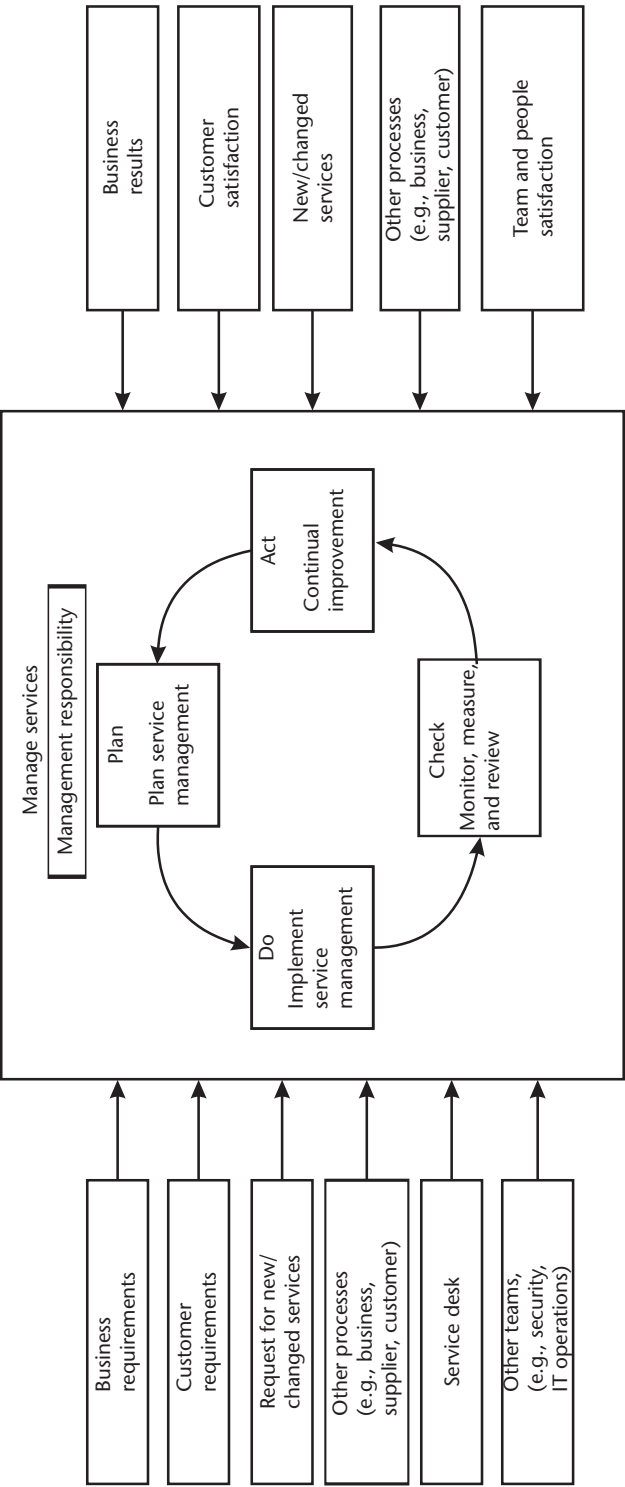 Manage services
Management responsibility
Business
requirements
Customer
requirements
Request for new/
changed services
Other processes
(e.g., business,
supplier, customer)
Service desk
Other teams,
(e.g., security,
IT operations)
Plan
Plan service
management
Do
Implement
service
management
Check
Monitor, measure,
and review
Act
Continual
improvement
Business
results
Customer
satisfaction
New/changed
services
Other processes
(e.g., business,
supplier, customer)
Team and people
satisfaction